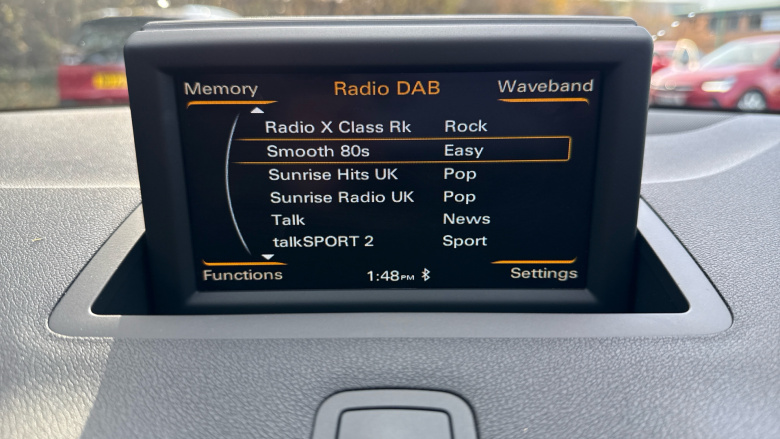 Memory Radio DAB Waveband
Radio X Class Rk Rock
Smooth 80s Easy
Sunrise Hits UK Pop
Sunrise Radio UK Pop
Talk News
talkSPORT 2 Sport
Functions 1:48PM Settings